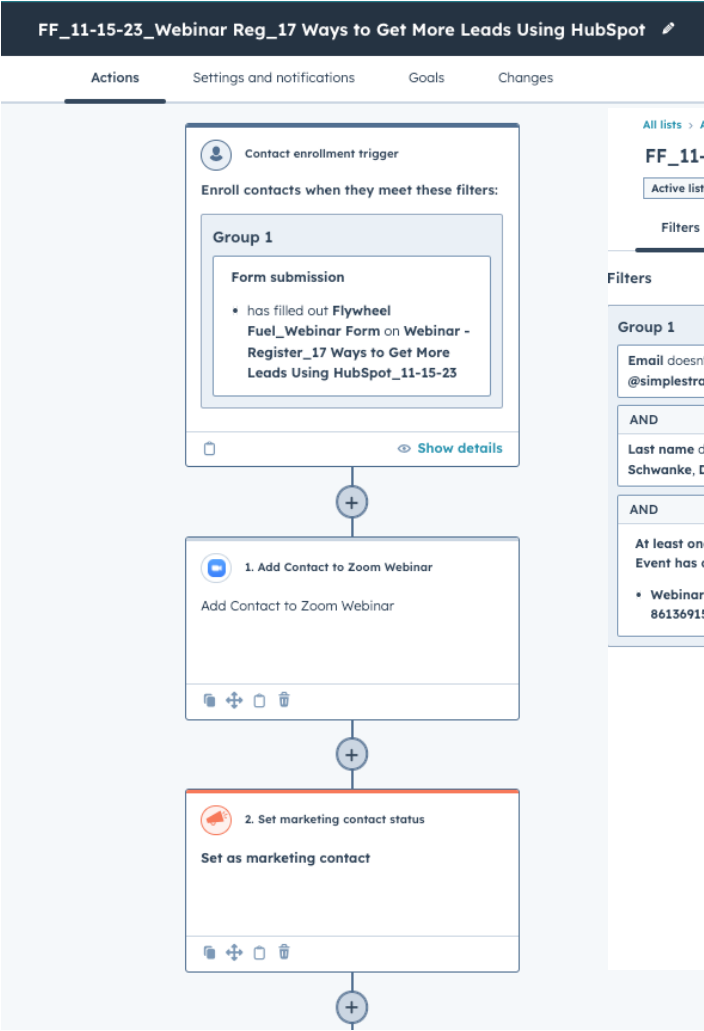 FF_11-15-23_Webinar Reg_17 Ways to Get More Leads Using HubSpot
Actions
Settings and notifications
Goals
Changes
Contact enrollment trigger
Enroll contacts when they meet these filters:
Group 1
Form submission
• has filled out Flywheel
Fuel_Webinar Form on Webinar -
Register_17 Ways to Get More
Leads Using HubSpot_11-15-23
Show details
+
1. Add Contact to Zoom Webinar
Add Contact to Zoom Webinar
+
2. Set marketing contact status
Set as marketing contact
+
All lists >
FF_11-
Active list
Filters
Filters
Group 1
Email doesn'
@simplestra
AND
Last name
Schwanke,
AND
At least on
Event has
• Webinar
8613691